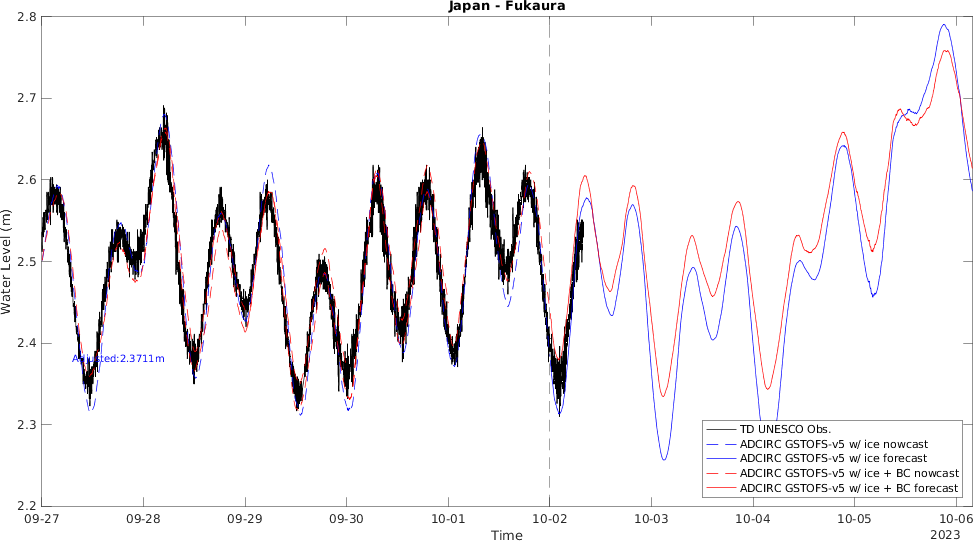 Japan - Fukaura
2.8
2.7
2.6
2.5
2.4
2.3
2.2
Water Level (m)
Adjusted:2.3711m
TD UNESCO Obs.
ADCIRC GSTOFS-v5 w/ ice nowcast
ADCIRC GSTOFS-v5 w/ ice forecast
ADCIRC GSTOFS-v5 w/ ice + BC nowcast
ADCIRC GSTOFS-v5 w/ ice + BC forecast
09-27 09-28 09-29 09-30 10-01 10-02 10-03 10-04 10-05 10-06
Time
2023